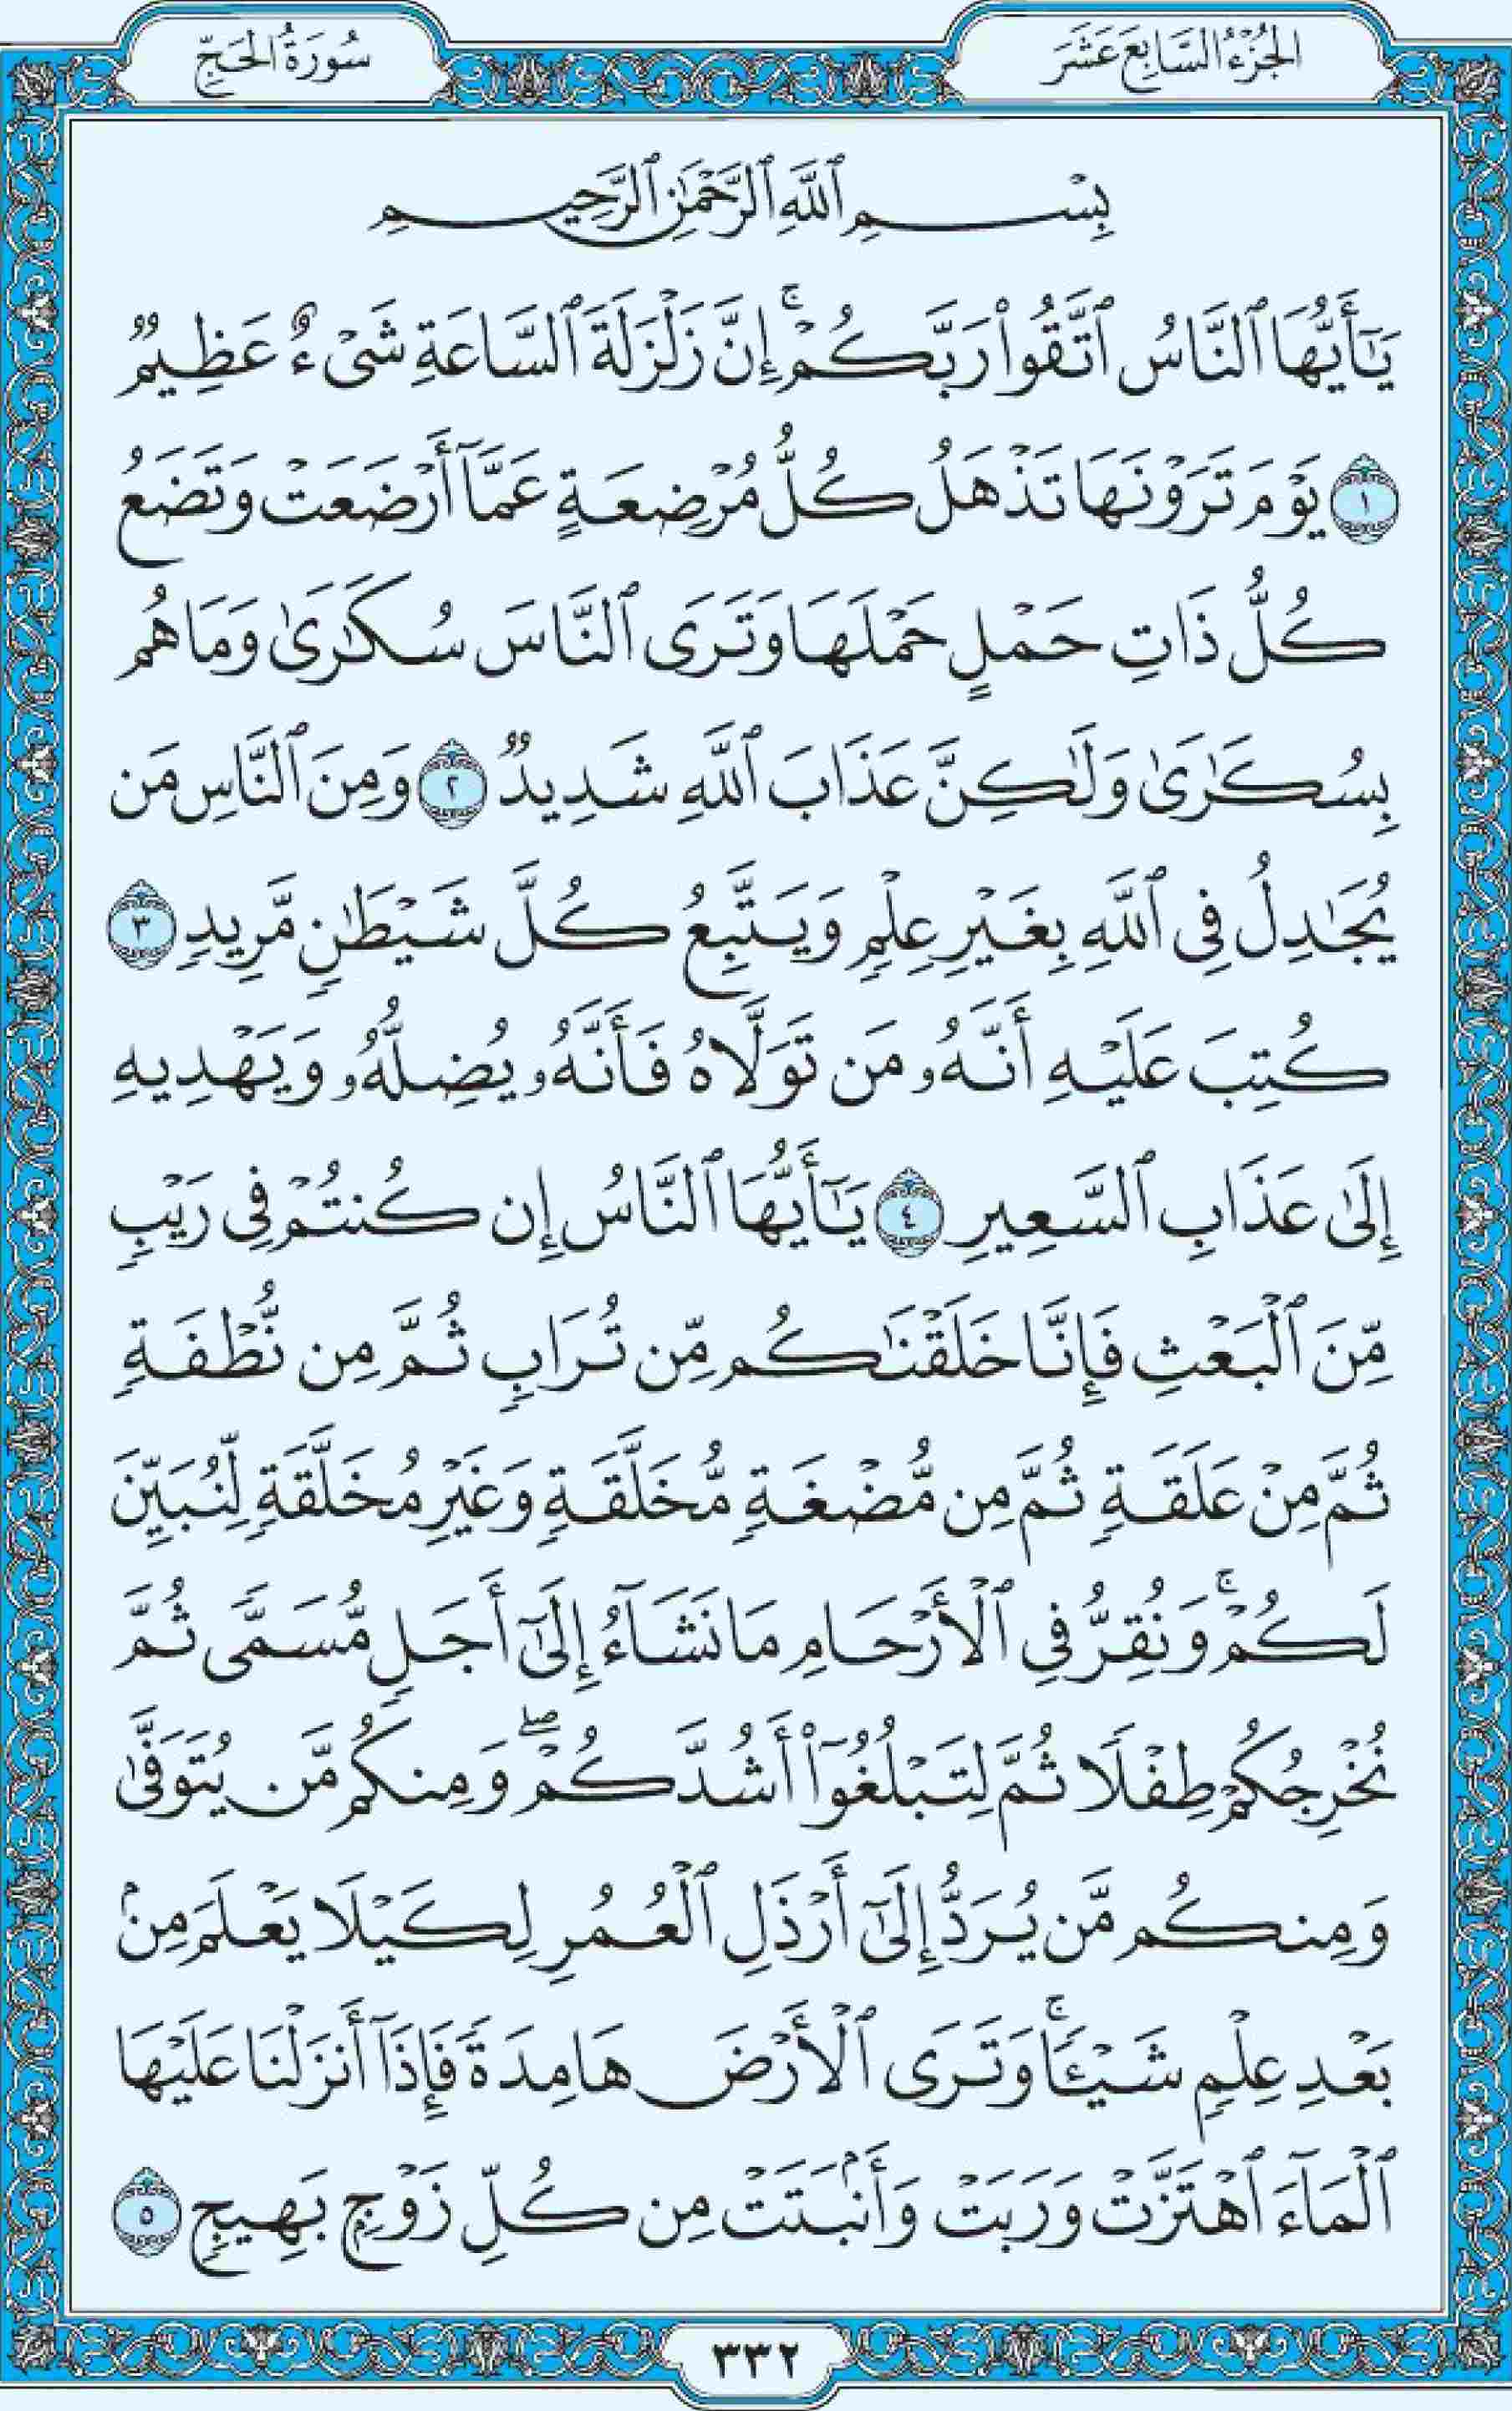 الجُزْءُ السَّابِعَ عَشَرَ
سُورَةُ الحَجِّ
بِسْمِ ٱللَّهِ ٱلرَّحْمَٰنِ ٱلرَّحِيمِ
يَٰٓأَيُّهَا ٱلنَّاسُ ٱتَّقُوا۟ رَبَّكُمْ ۚ إِنَّ زَلْزَلَةَ ٱلسَّاعَةِ شَىْءٌ عَظِيمٌ
١ يَوْمَ تَرَوْنَهَا تَذْهَلُ كُلُّ مُرْضِعَةٍ عَمَّآ أَرْضَعَتْ وَتَضَعُ
كُلُّ ذَاتِ حَمْلٍ حَمْلَهَا وَتَرَى ٱلنَّاسَ سُكَٰرَىٰ وَمَا هُم
بِسُكَٰرَىٰ وَلَٰكِنَّ عَذَابَ ٱللَّهِ شَدِيدٌ ٢ وَمِنَ ٱلنَّاسِ مَن
يُجَٰدِلُ فِى ٱللَّهِ بِغَيْرِ عِلْمٍ وَيَتَّبِعُ كُلَّ شَيْطَٰنٍ مَّرِيدٍ ٣
كُتِبَ عَلَيْهِ أَنَّهُۥ مَن تَوَلَّاهُ فَأَنَّهُۥ يُضِلُّهُۥ وَيَهْدِيهِ
إِلَىٰ عَذَابِ ٱلسَّعِيرِ ٤ يَٰٓأَيُّهَا ٱلنَّاسُ إِن كُنتُمْ فِى رَيْبٍ
مِّنَ ٱلْبَعْثِ فَإِنَّا خَلَقْنَٰكُم مِّن تُرَابٍ ثُمَّ مِن نُّطْفَةٍ
ثُمَّ مِنْ عَلَقَةٍ ثُمَّ مِن مُّضْغَةٍ مُّخَلَّقَةٍ وَغَيْرِ مُخَلَّقَةٍ لِّنُبَيِّنَ
لَكُمْ ۚ وَنُقِرُّ فِى ٱلْأَرْحَامِ مَا نَشَآءُ إِلَىٰٓ أَجَلٍ مُّسَمًّى ثُمَّ
نُخْرِجُكُمْ طِفْلًا ثُمَّ لِتَبْلُغُوٓا۟ أَشُدَّكُمْ ۖ وَمِنكُم مَّن يُتَوَفَّىٰ
وَمِنكُم مَّن يُرَدُّ إِلَىٰٓ أَرْذَلِ ٱلْعُمُرِ لِكَيْلَا يَعْلَمَ مِنۢ
بَعْدِ عِلْمٍ شَيْـًٔا ۚ وَتَرَى ٱلْأَرْضَ هَامِدَةً فَإِذَآ أَنزَلْنَا عَلَيْهَا
ٱلْمَآءَ ٱهْتَزَّتْ وَرَبَتْ وَأَنۢبَتَتْ مِن كُلِّ زَوْجٍۭ بَهِيجٍ ٥
٣٣٢